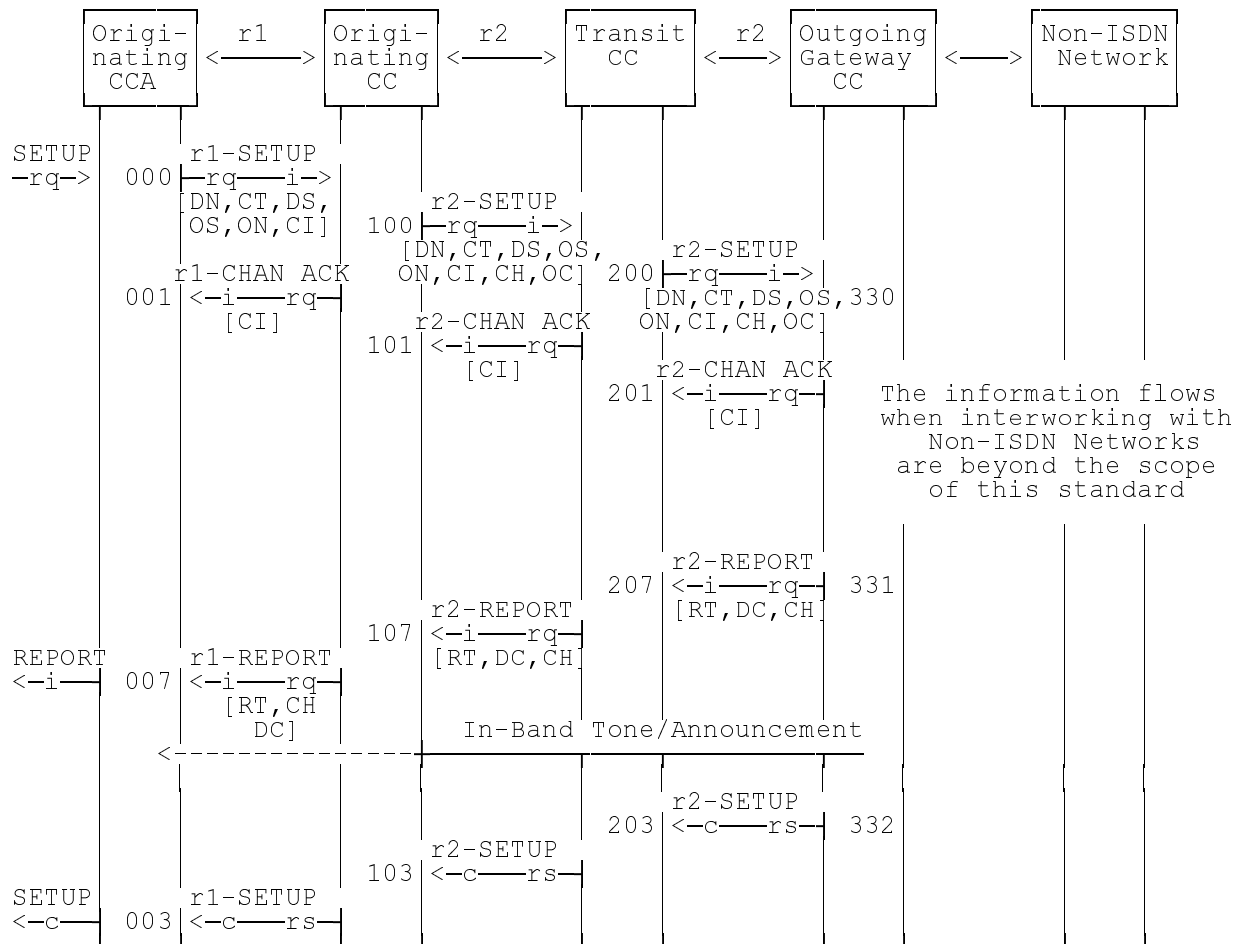 Origi- r1 Origi- r2 Transit r2 Outgoing Non-ISDN
nating <----> nating <----> CC <----> Gateway <----> Network
CCA CC CC
SETUP r1-SETUP
-rq-> 000 rq i->
[DN,CT,DS, r2-SETUP
OS,ON,CI] 100 rq i->
[DN,CT,DS,OS, r2-SETUP
r1-CHAN ACK ON,CI,CH,OC] 200 rq i->
001 <-i rq [DN,CT,DS,OS, 330
[CI] r2-CHAN ACK ON,CI,CH,OC]
101 <-i rq
[CI] r2-CHAN ACK
201 <-i rq The information flows
[CI] when interworking with
Non-ISDN Networks
are beyond the scope
of this standard
r2-REPORT
207 <-i rq 331
r2-REPORT [RT,DC,CH]
107 <-i rq
REPORT r1-REPORT [RT,DC,CH]
<-i 007 <-i rq
[RT,CH
DC] In-Band Tone/Announcement
<----------------
r2-SETUP
203 <-c rs 332
r2-SETUP
103 <-c rs
SETUP r1-SETUP
<-c 003 <-c rs